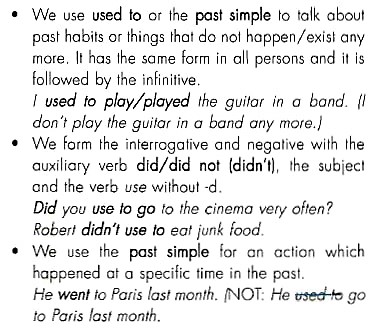 • We use used to or the past simple to talk about
past habits or things that do not happen/exist any
more. It has the same form in all persons and it is
followed by the infinitive.
I used to play/played the guitar in a band. (I
don't play the guitar in a band any more.)
• We form the interrogative and negative with the
auxiliary verb did/did not (didn't), the subject
and the verb use without -d.
Did you use to go to the cinema very often?
Robert didn't use to eat junk food.
• We use the past simple for an action which
happened at a specific time in the past.
He went to Paris last month. (NOT: He used to go
to Paris last month.